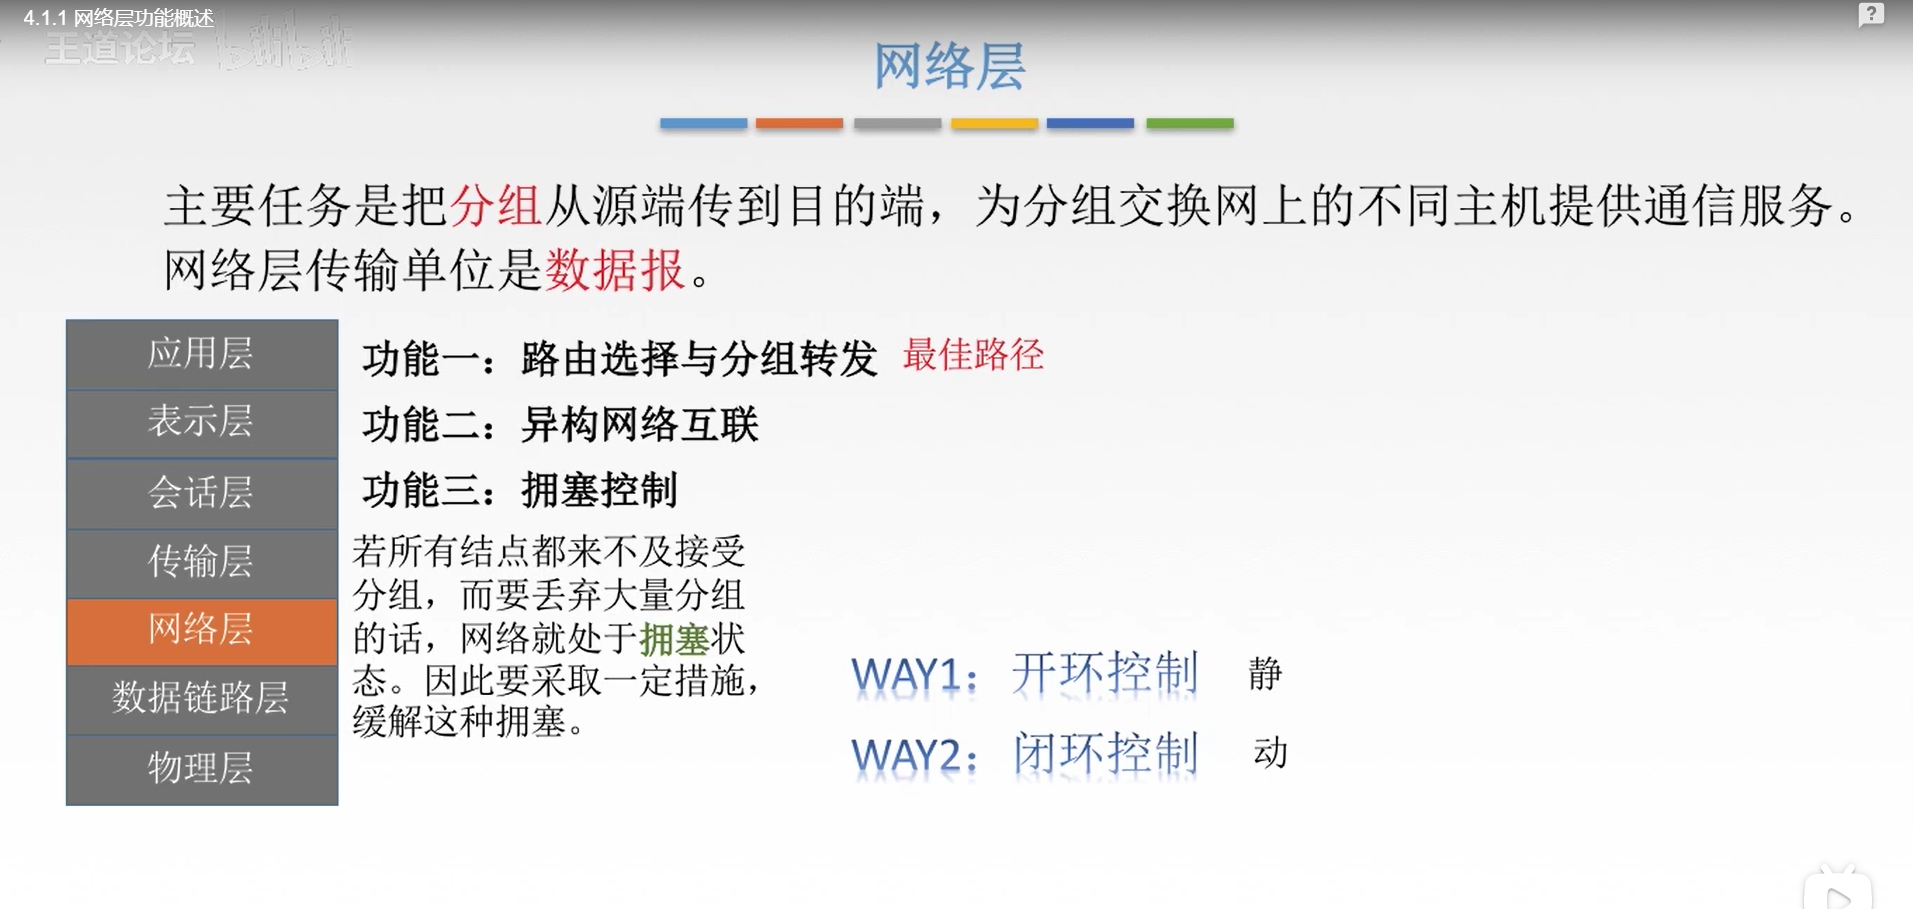 4.1.1 网络层功能概述
王道论坛 bilibili
网络层
主要任务是把分组从源端传到目的端，为分组交换网上的不同主机提供通信服务。
网络层传输单位是数据报。
应用层
表示层
会话层
传输层
网络层
数据链路层
物理层
功能一：路由选择与分组转发 最佳路径
功能二：异构网络互联
功能三：拥塞控制
若所有结点都来不及接受
分组，而要丢弃大量分组
的话，网络就处于拥塞状
态。因此要采取一定措施，
缓解这种拥塞。
WAY1：开环控制 静
WAY2：闭环控制 动